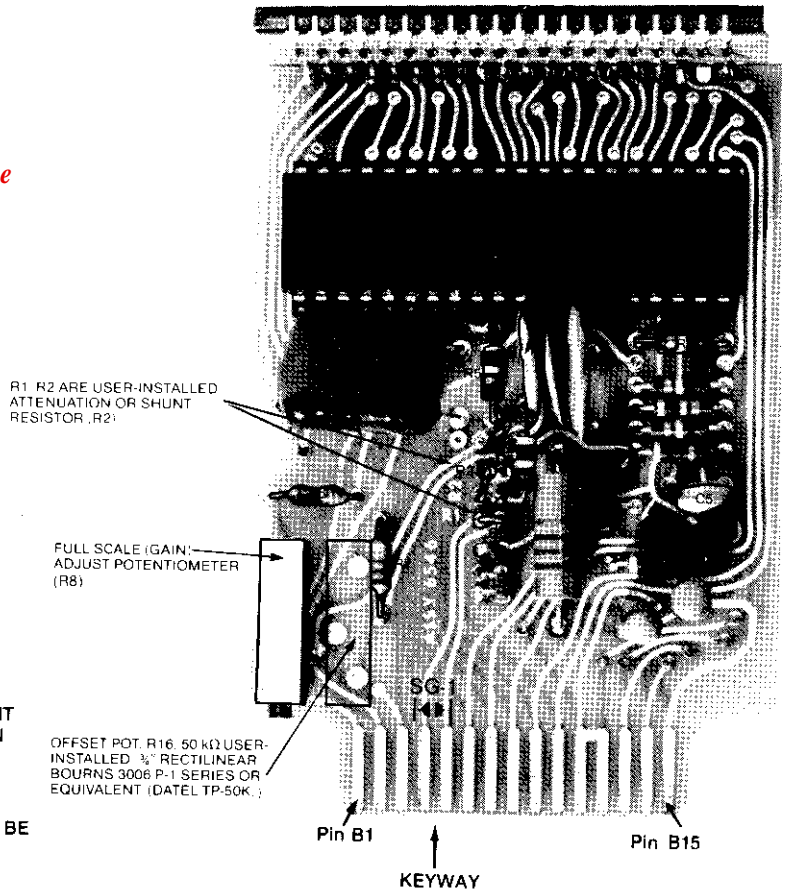 e
R1 R2 ARE USER-INSTALLED
ATTENUATION OR SHUNT
RESISTOR (R2)
C5
FULL SCALE (GAIN)
ADJUST POTENTIOMETER
(R8)
SG-1
IT
N
OFFSET POT. R16, 50 kΩ USER-
INSTALLED ¾" RECTILINEAR
BOURNS 3006 P-1 SERIES OR
EQUIVALENT (DATEL TP-50K.)
BE
Pin B1
Pin B15
KEYWAY